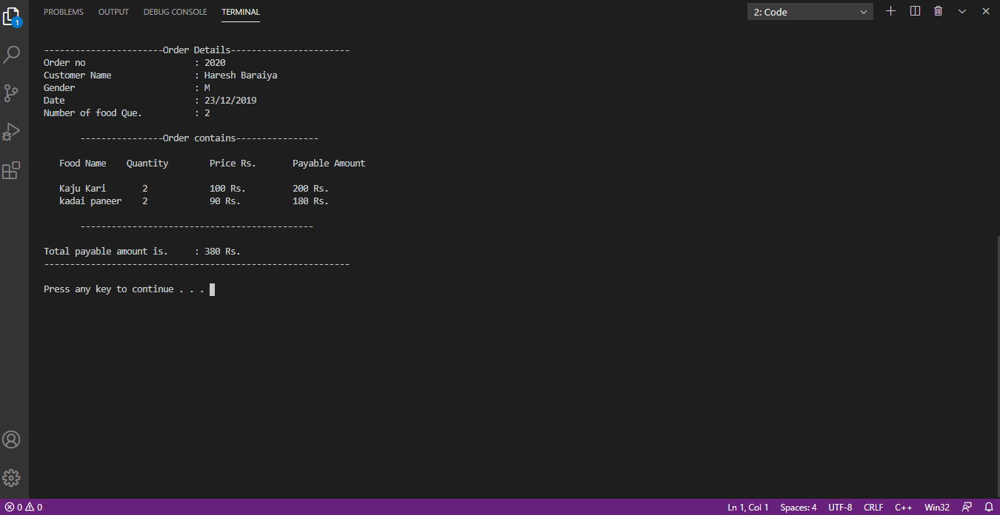 PROBLEMS OUTPUT DEBUG CONSOLE TERMINAL 2: Code
1
-----------------------Order Details-----------------------
Order no : 2020
Customer Name : Haresh Baraiya
Gender : M
Date : 23/12/2019
Number of food Que. : 2
----------------Order contains----------------
Food Name Quantity Price Rs. Payable Amount
Kaju Kari 2 100 Rs. 200 Rs.
kadai paneer 2 90 Rs. 180 Rs.
---------------------------------------------
Total payable amount is. : 380 Rs.
-----------------------------------------------------------
Press any key to continue . . .
0 0 Ln 1, Col 1 Spaces: 4 UTF-8 CRLF C++ Win32